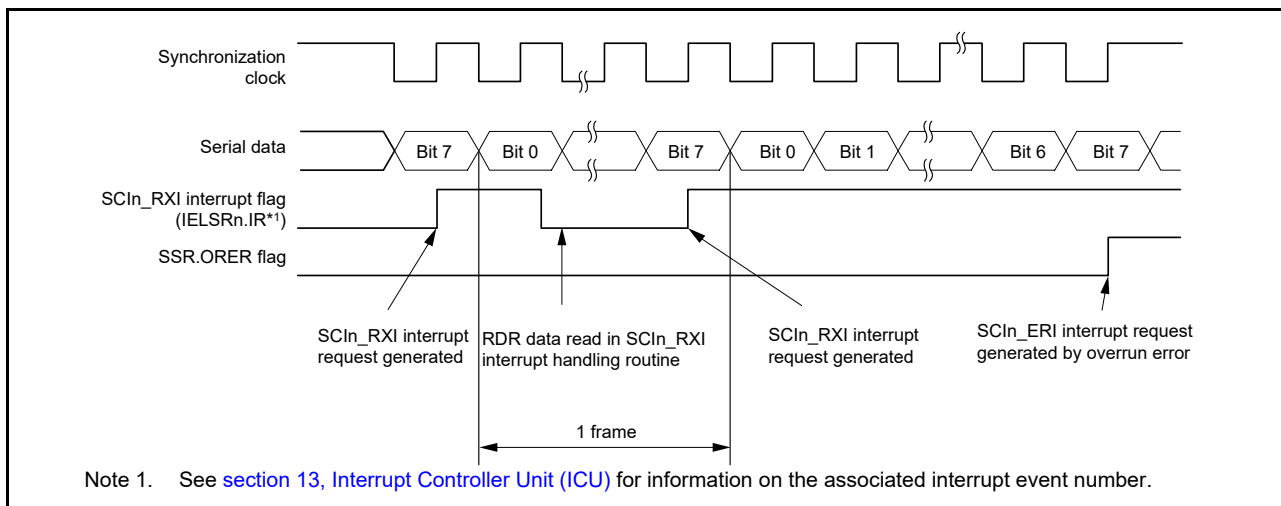 Synchronization
clock
Serial data
Bit 7 Bit 0 Bit 7 Bit 0 Bit 1 Bit 6 Bit 7
SCIn_RXI interrupt flag
(IELSRn.IR*1)
SSR.ORER flag
SCIn_RXI interrupt
request generated
RDR data read in SCIn_RXI
interrupt handling routine
SCIn_RXI interrupt
request generated
SCIn_ERI interrupt request
generated by overrun error
1 frame
Note 1. See section 13, Interrupt Controller Unit (ICU) for information on the associated interrupt event number.